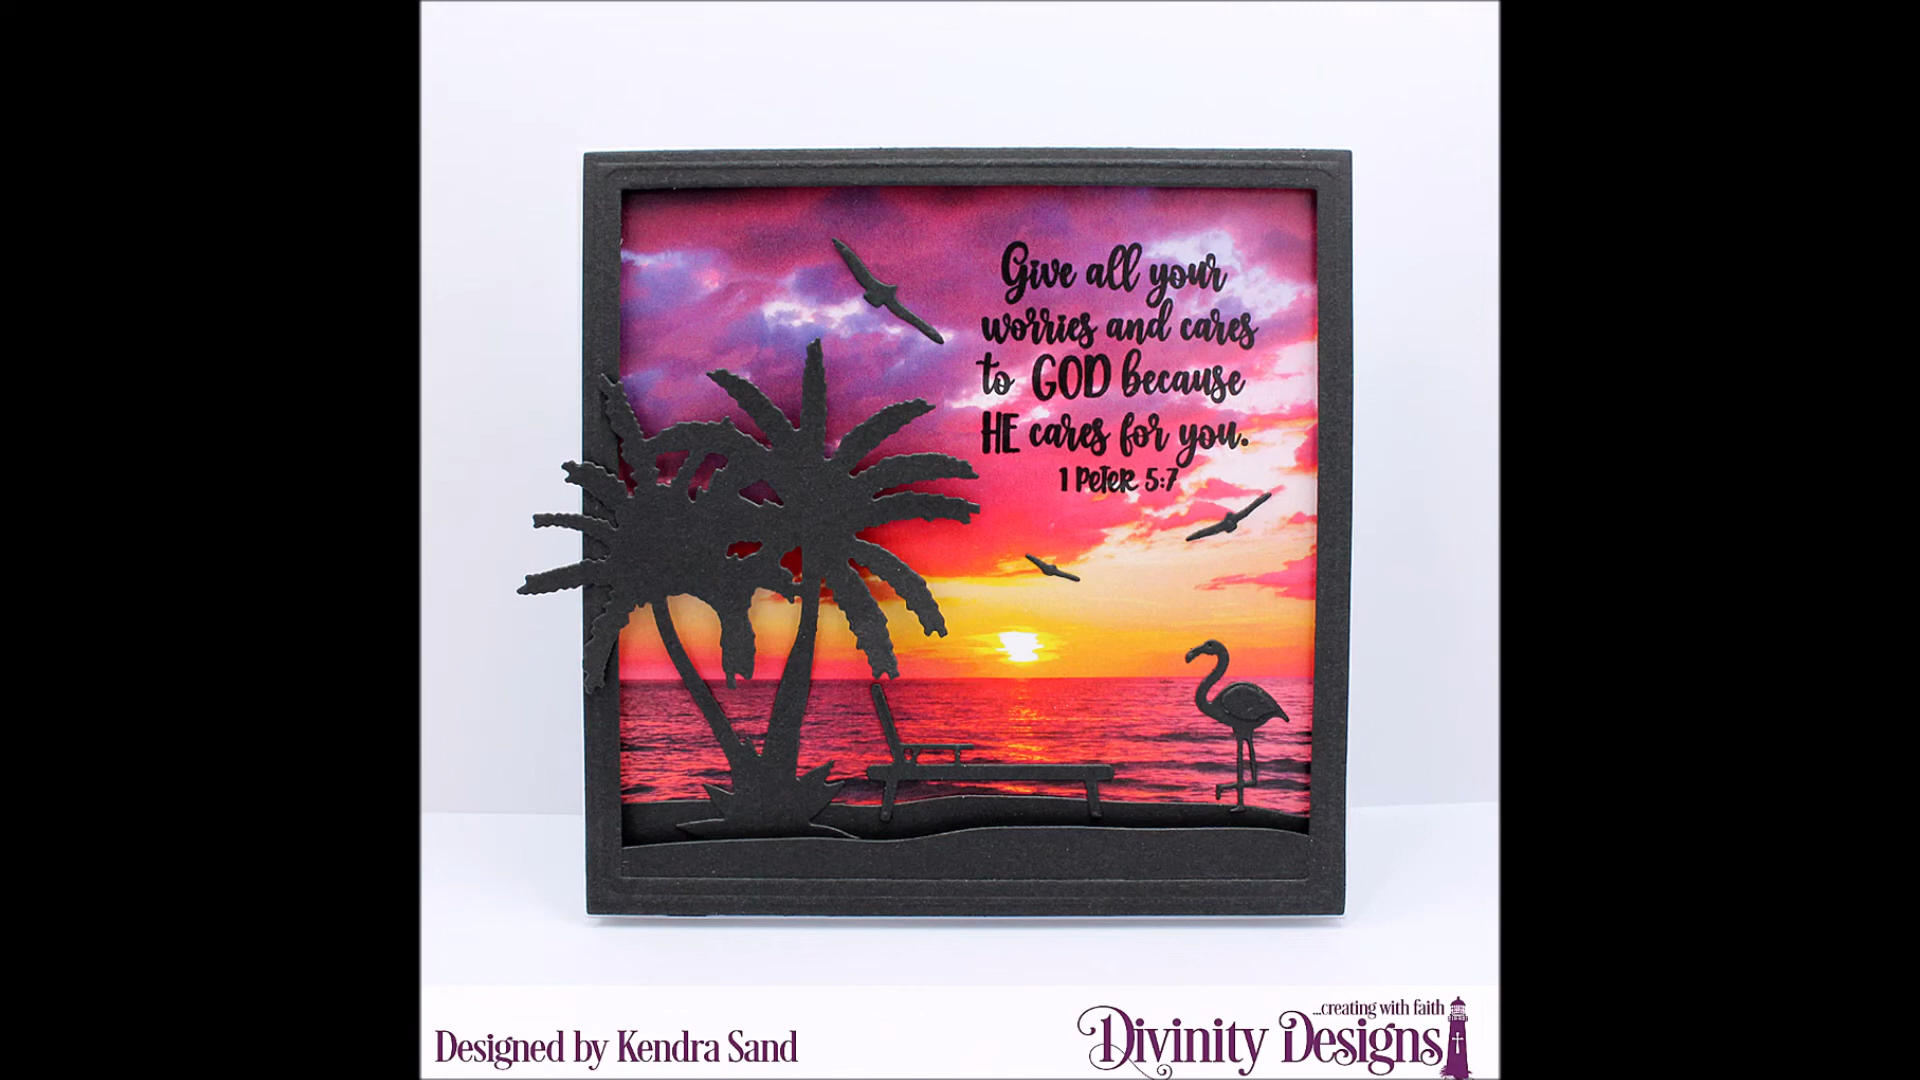 Give all your
worries and cares
to GOD because
HE cares for you.
1 Peter 5:7
Designed by Kendra Sand
...creating with faith
Divinity Designs